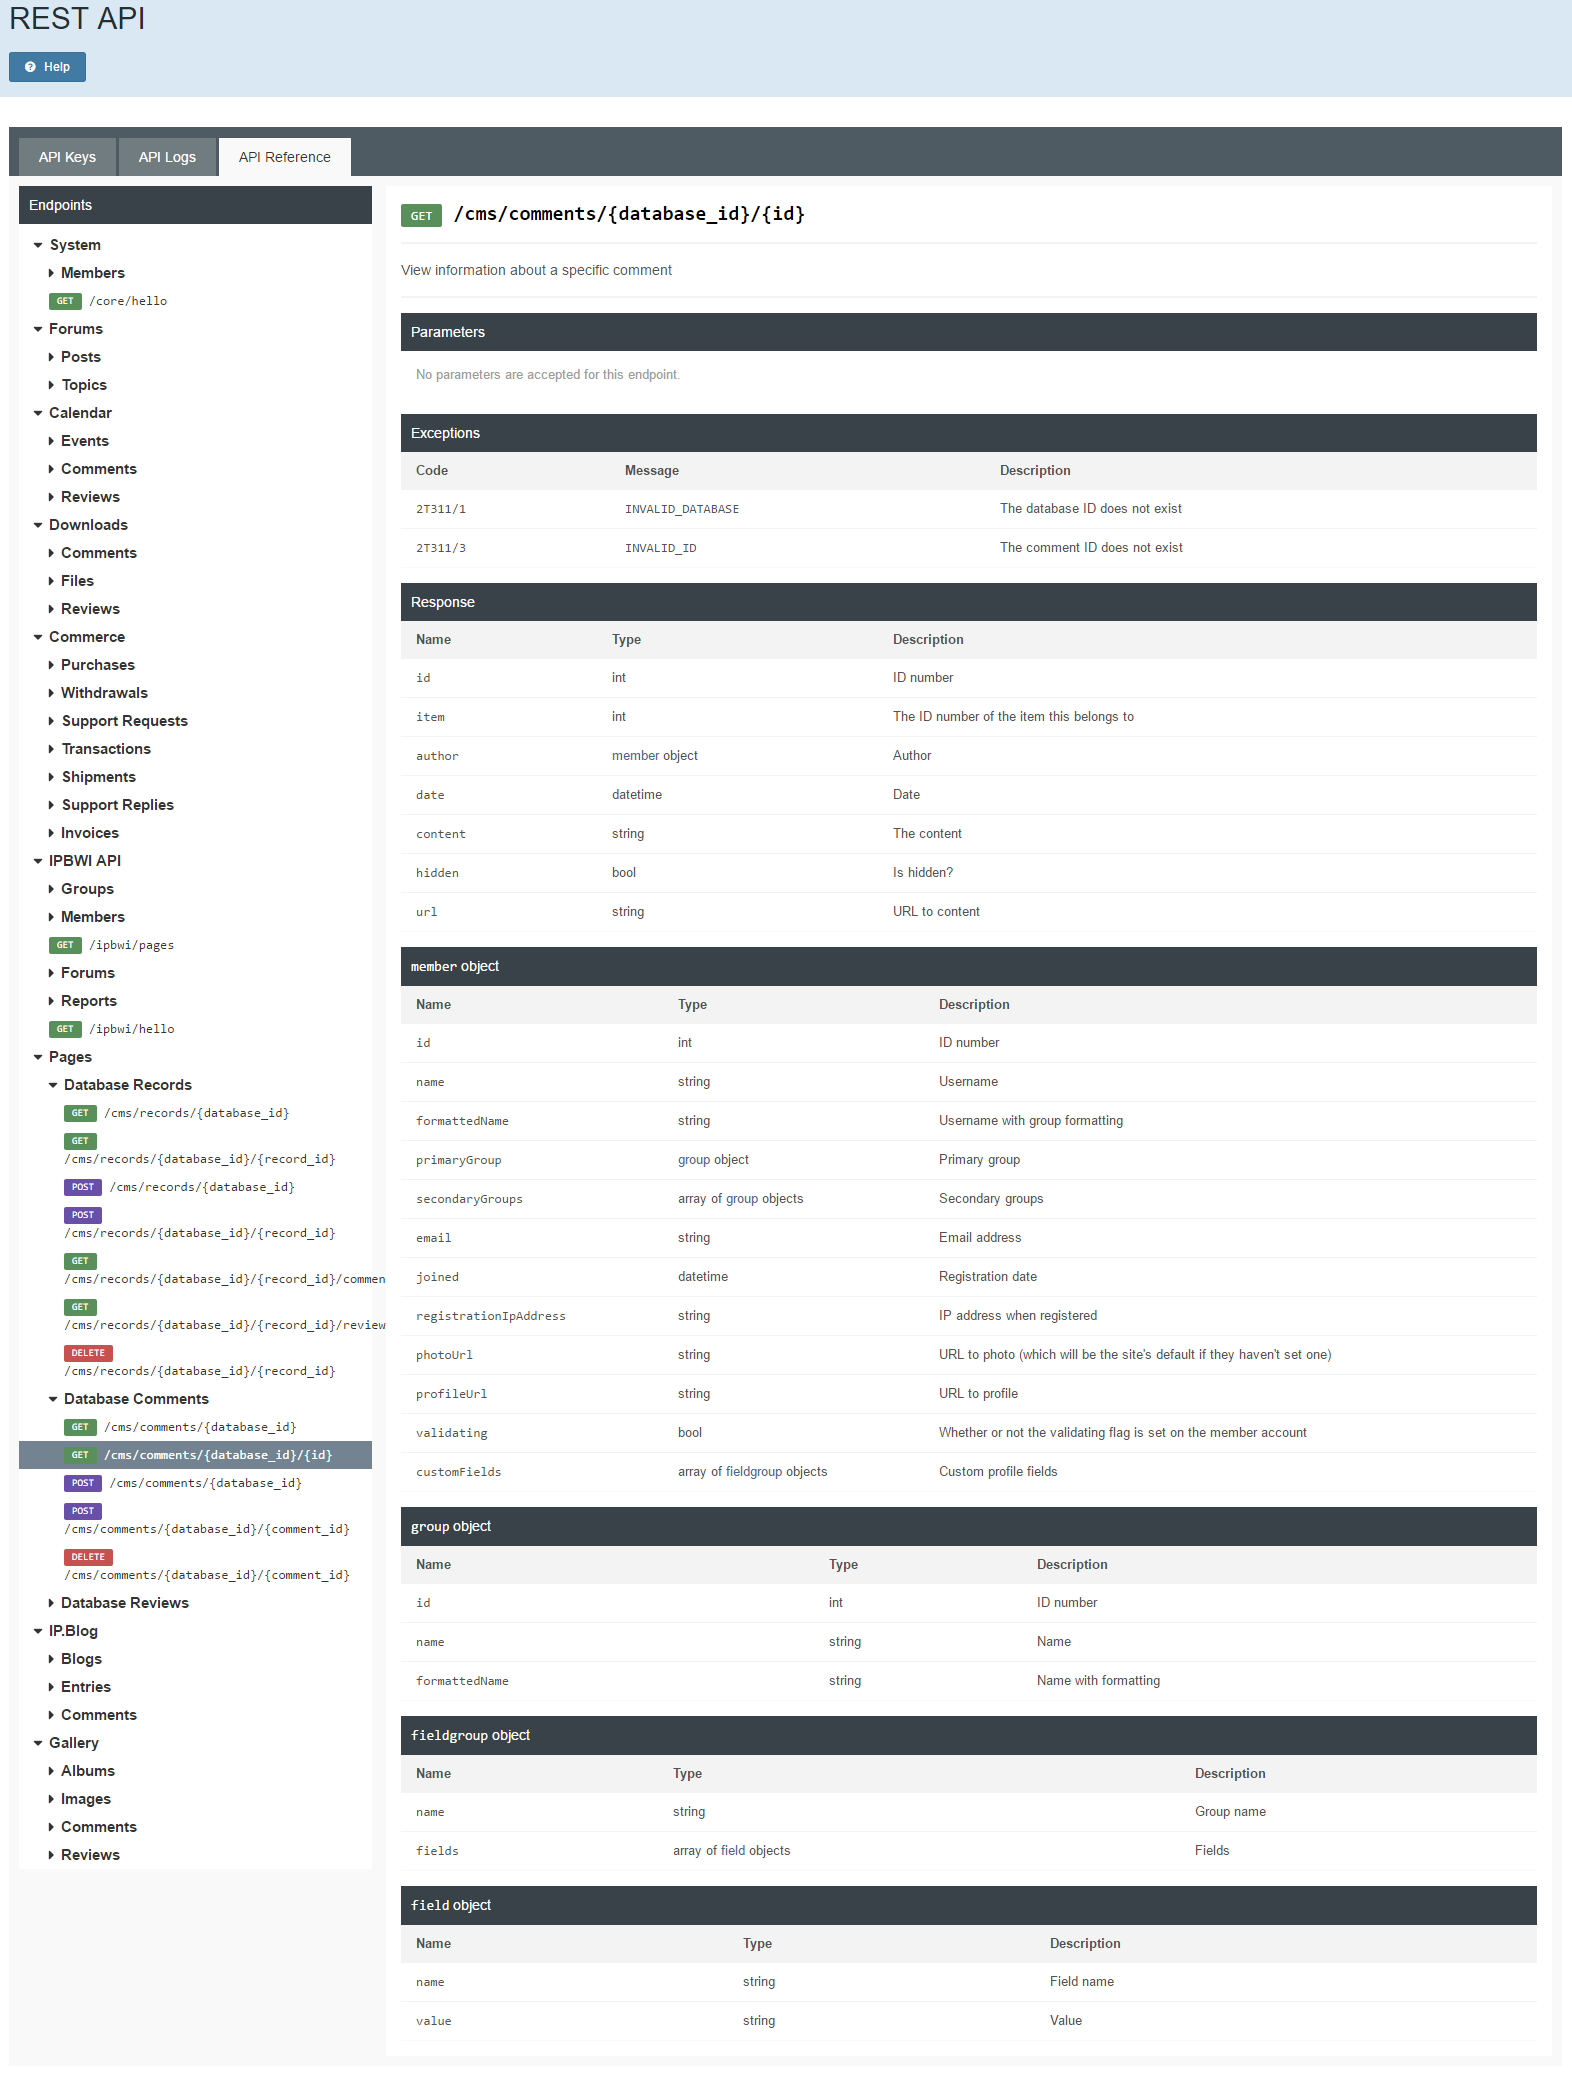 REST API
Help
API Keys
API Logs
API Reference
Endpoints
System
Members
GET /core/hello
Forums
Posts
Topics
Calendar
Events
Comments
Reviews
Downloads
Comments
Files
Reviews
Commerce
Purchases
Withdrawals
Support Requests
Transactions
Shipments
Support Replies
Invoices
IPBWI API
Groups
Members
GET /ipbwi/pages
Forums
Reports
GET /ipbwi/hello
Pages
Database Records
GET /cms/records/{database_id}
GET
/cms/records/{database_id}/{record_id}
POST /cms/records/{database_id}
POST
/cms/records/{database_id}/{record_id}
GET
/cms/records/{database_id}/{record_id}/commen
GET
/cms/records/{database_id}/{record_id}/review
DELETE
/cms/records/{database_id}/{record_id}
Database Comments
GET /cms/comments/{database_id}
GET /cms/comments/{database_id}/{id}
POST /cms/comments/{database_id}
POST
/cms/comments/{database_id}/{comment_id}
DELETE
/cms/comments/{database_id}/{comment_id}
Database Reviews
IP.Blog
Blogs
Entries
Comments
Gallery
Albums
Images
Comments
Reviews
GET /cms/comments/{database_id}/{id}
View information about a specific comment
Parameters
No parameters are accepted for this endpoint.
Exceptions
Code Message Description
2T311/1 INVALID_DATABASE The database ID does not exist
2T311/3 INVALID_ID The comment ID does not exist
Response
Name Type Description
id int ID number
item int The ID number of the item this belongs to
author member object Author
date datetime Date
content string The content
hidden bool Is hidden?
url string URL to content
member object
Name Type Description
id int ID number
name string Username
formattedName string Username with group formatting
primaryGroup group object Primary group
secondaryGroups array of group objects Secondary groups
email string Email address
joined datetime Registration date
registrationIpAddress string IP address when registered
photoUrl string URL to photo (which will be the site's default if they haven't set one)
profileUrl string URL to profile
validating bool Whether or not the validating flag is set on the member account
customFields array of fieldgroup objects Custom profile fields
group object
Name Type Description
id int ID number
name string Name
formattedName string Name with formatting
fieldgroup object
Name Type Description
name string Group name
fields array of field objects Fields
field object
Name Type Description
name string Field name
value string Value